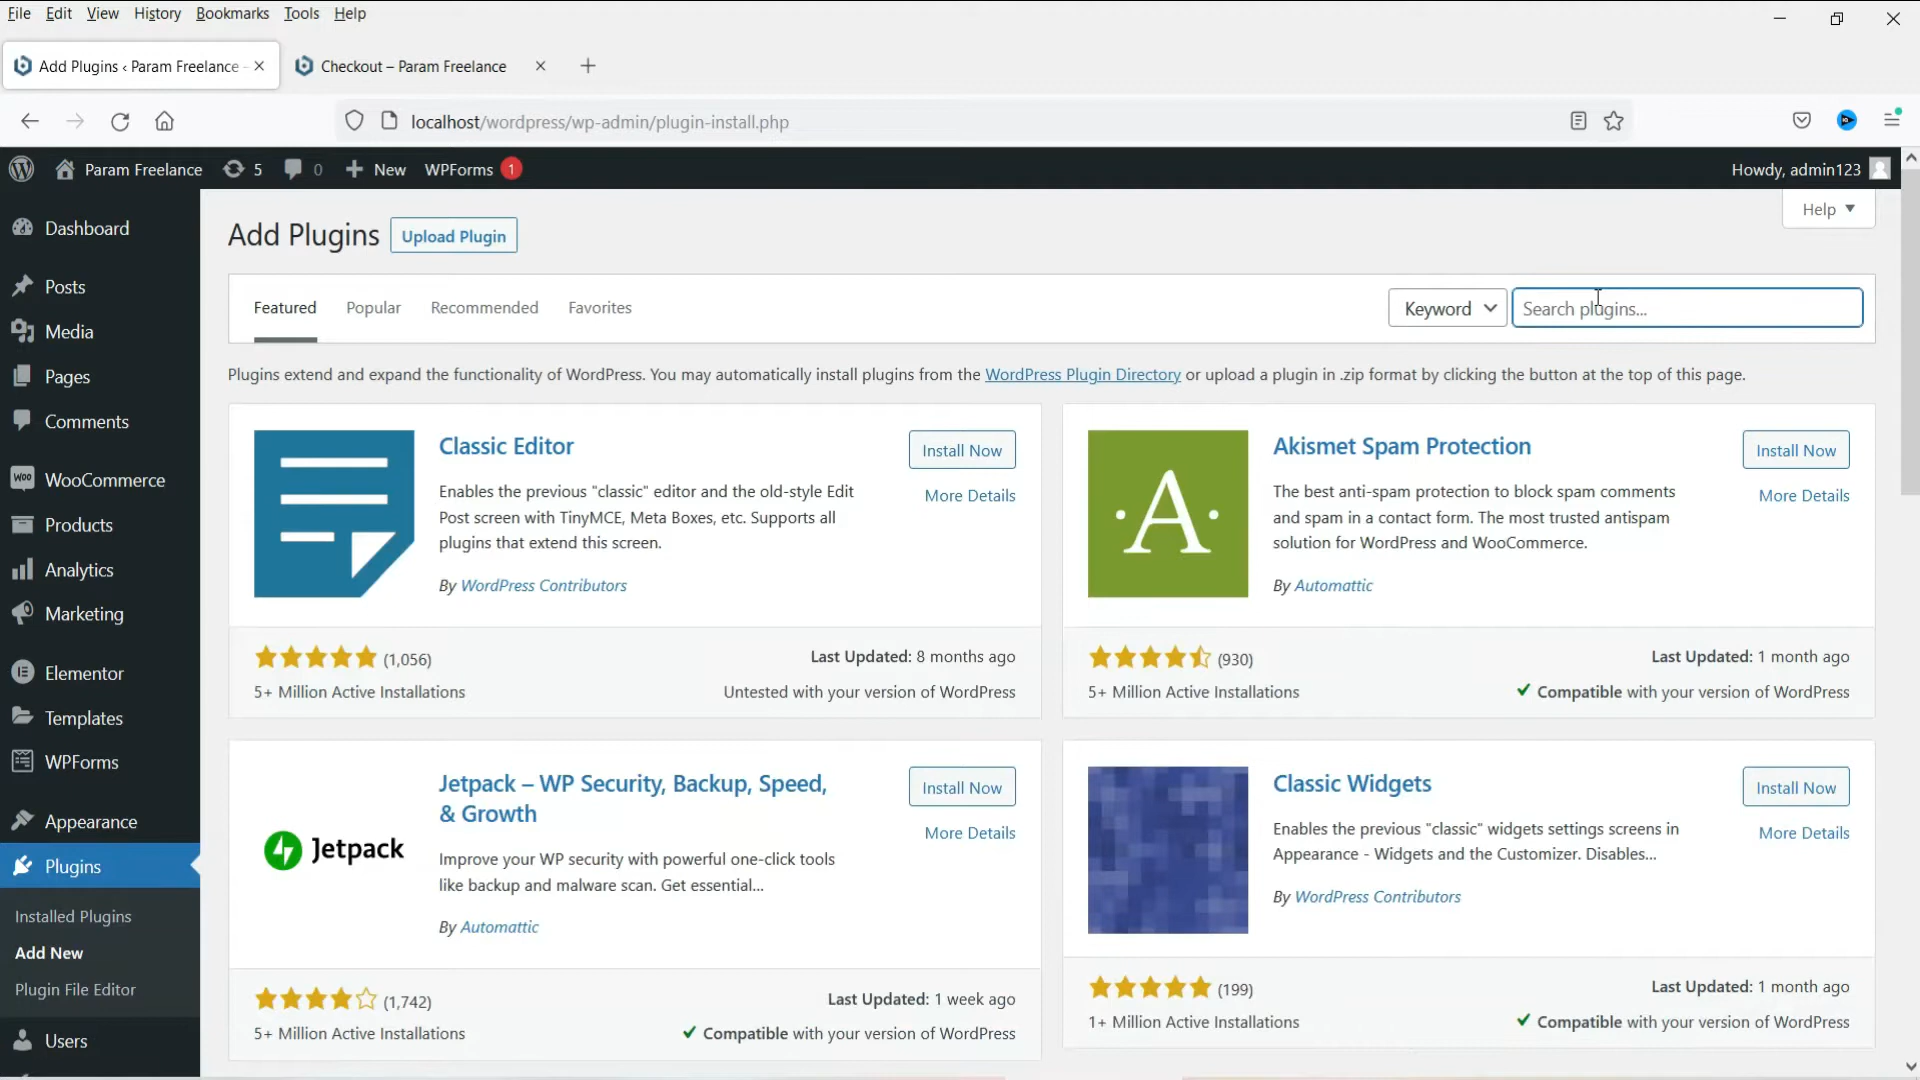 File Edit View History Bookmarks Tools Help
Add Plugins ‹ Param Freelance - Checkout – Param Freelance
localhost/wordpress/wp-admin/plugin-install.php
Param Freelance 5 0 New WPForms 1 Howdy, admin123
Help
Dashboard
Posts
Media
Pages
Comments
Woo WooCommerce
Products
Analytics
Marketing
Elementor
Templates
WPForms
Appearance
Plugins
Installed Plugins
Add New
Plugin File Editor
Users
Add Plugins Upload Plugin
Featured Popular Recommended Favorites Keyword Search plugins...
Plugins extend and expand the functionality of WordPress. You may automatically install plugins from the WordPress Plugin Directory or upload a plugin in .zip format by clicking the button at the top of this page.
Classic Editor
Install Now
More Details
Enables the previous "classic" editor and the old-style Edit
Post screen with TinyMCE, Meta Boxes, etc. Supports all
plugins that extend this screen.
By WordPress Contributors
(1,056) Last Updated: 8 months ago
5+ Million Active Installations Untested with your version of WordPress
·A·
Akismet Spam Protection
Install Now
More Details
The best anti-spam protection to block spam comments
and spam in a contact form. The most trusted antispam
solution for WordPress and WooCommerce.
By Automattic
(930) Last Updated: 1 month ago
5+ Million Active Installations ✔ Compatible with your version of WordPress
Jetpack
Jetpack – WP Security, Backup, Speed,
& Growth
Install Now
More Details
Improve your WP security with powerful one-click tools
like backup and malware scan. Get essential...
By Automattic
(1,742) Last Updated: 1 week ago
5+ Million Active Installations ✔ Compatible with your version of WordPress
Classic Widgets
Install Now
More Details
Enables the previous "classic" widgets settings screens in
Appearance - Widgets and the Customizer. Disables...
By WordPress Contributors
(199) Last Updated: 1 month ago
1+ Million Active Installations ✔ Compatible with your version of WordPress